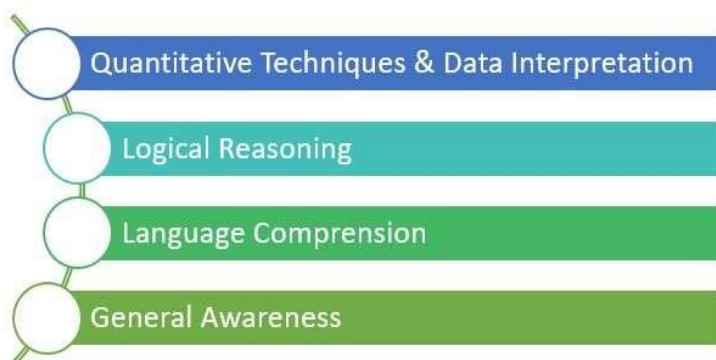 Quantitative Techniques & Data Interpretation
Logical Reasoning
Language Comprension
General Awareness